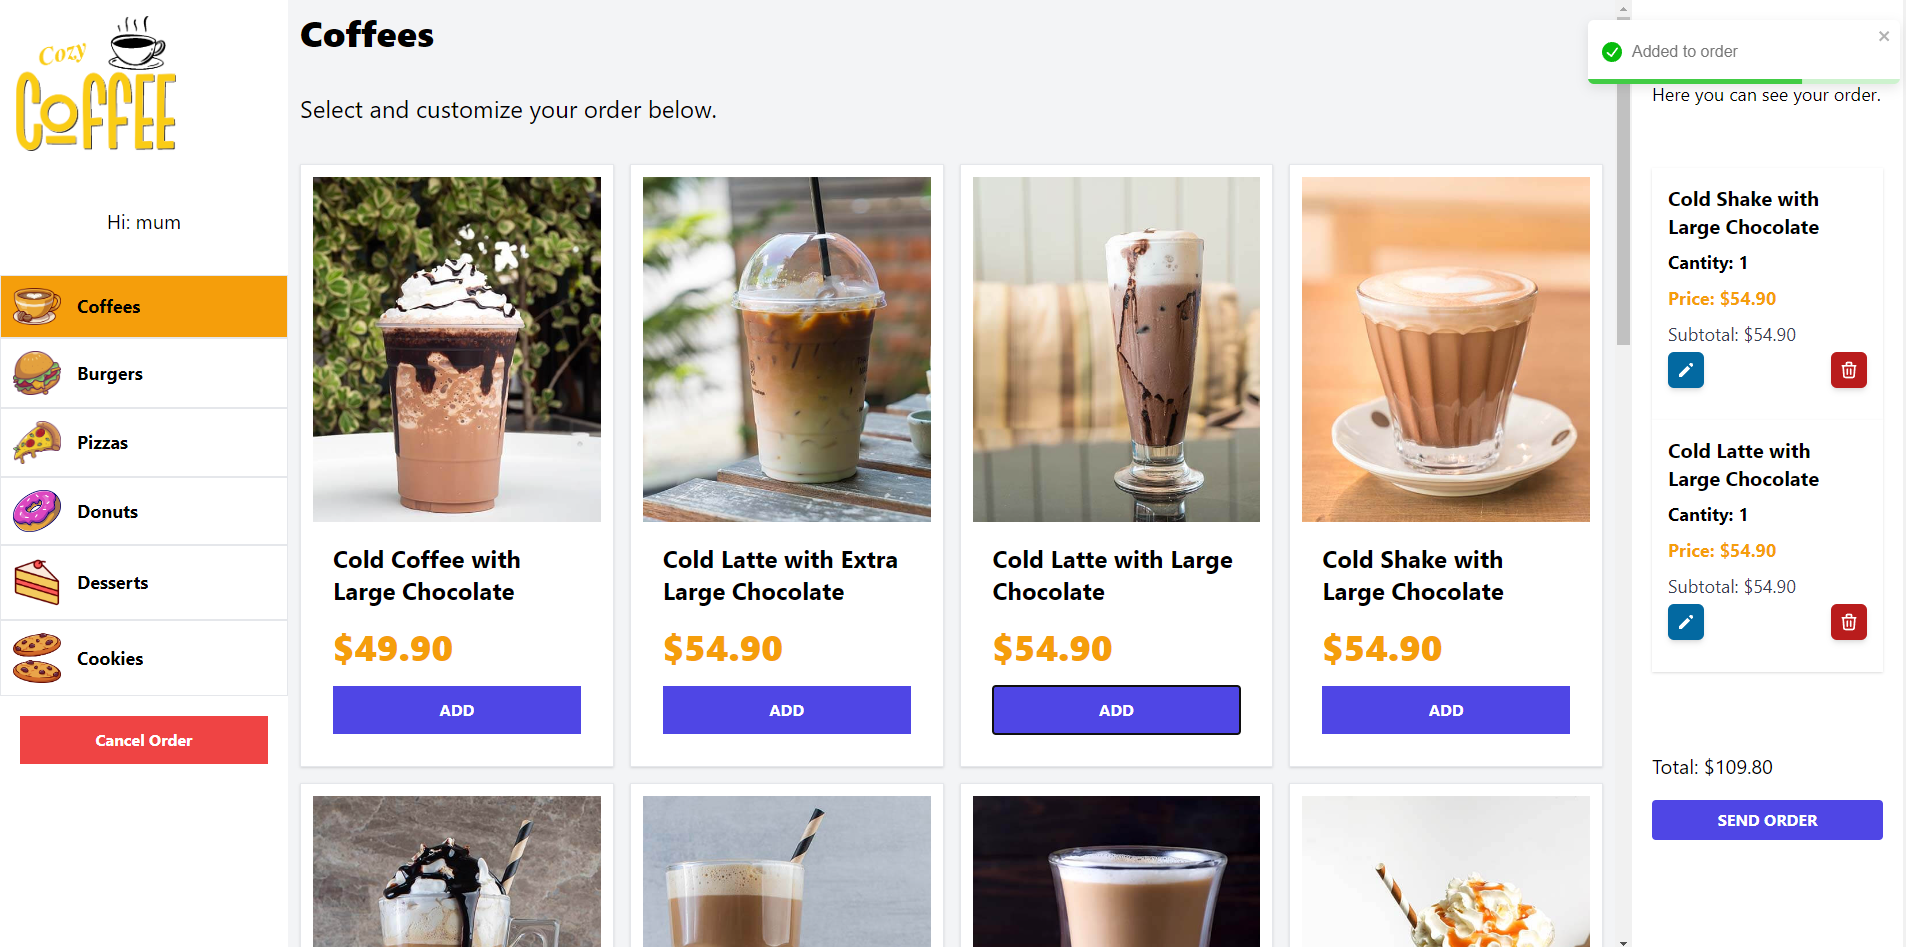 Cozy
COFFEE
Hi: mum
Coffees
Burgers
Pizzas
Donuts
Desserts
Cookies
Cancel Order
Coffees
Select and customize your order below.
Cold Coffee with
Large Chocolate
$49.90
ADD
Cold Latte with Extra
Large Chocolate
$54.90
ADD
Cold Latte with Large
Chocolate
$54.90
ADD
Cold Shake with
Large Chocolate
$54.90
ADD
Added to order
Here you can see your order.
Cold Shake with
Large Chocolate
Cantity: 1
Price: $54.90
Subtotal: $54.90
Cold Latte with
Large Chocolate
Cantity: 1
Price: $54.90
Subtotal: $54.90
Total: $109.80
SEND ORDER